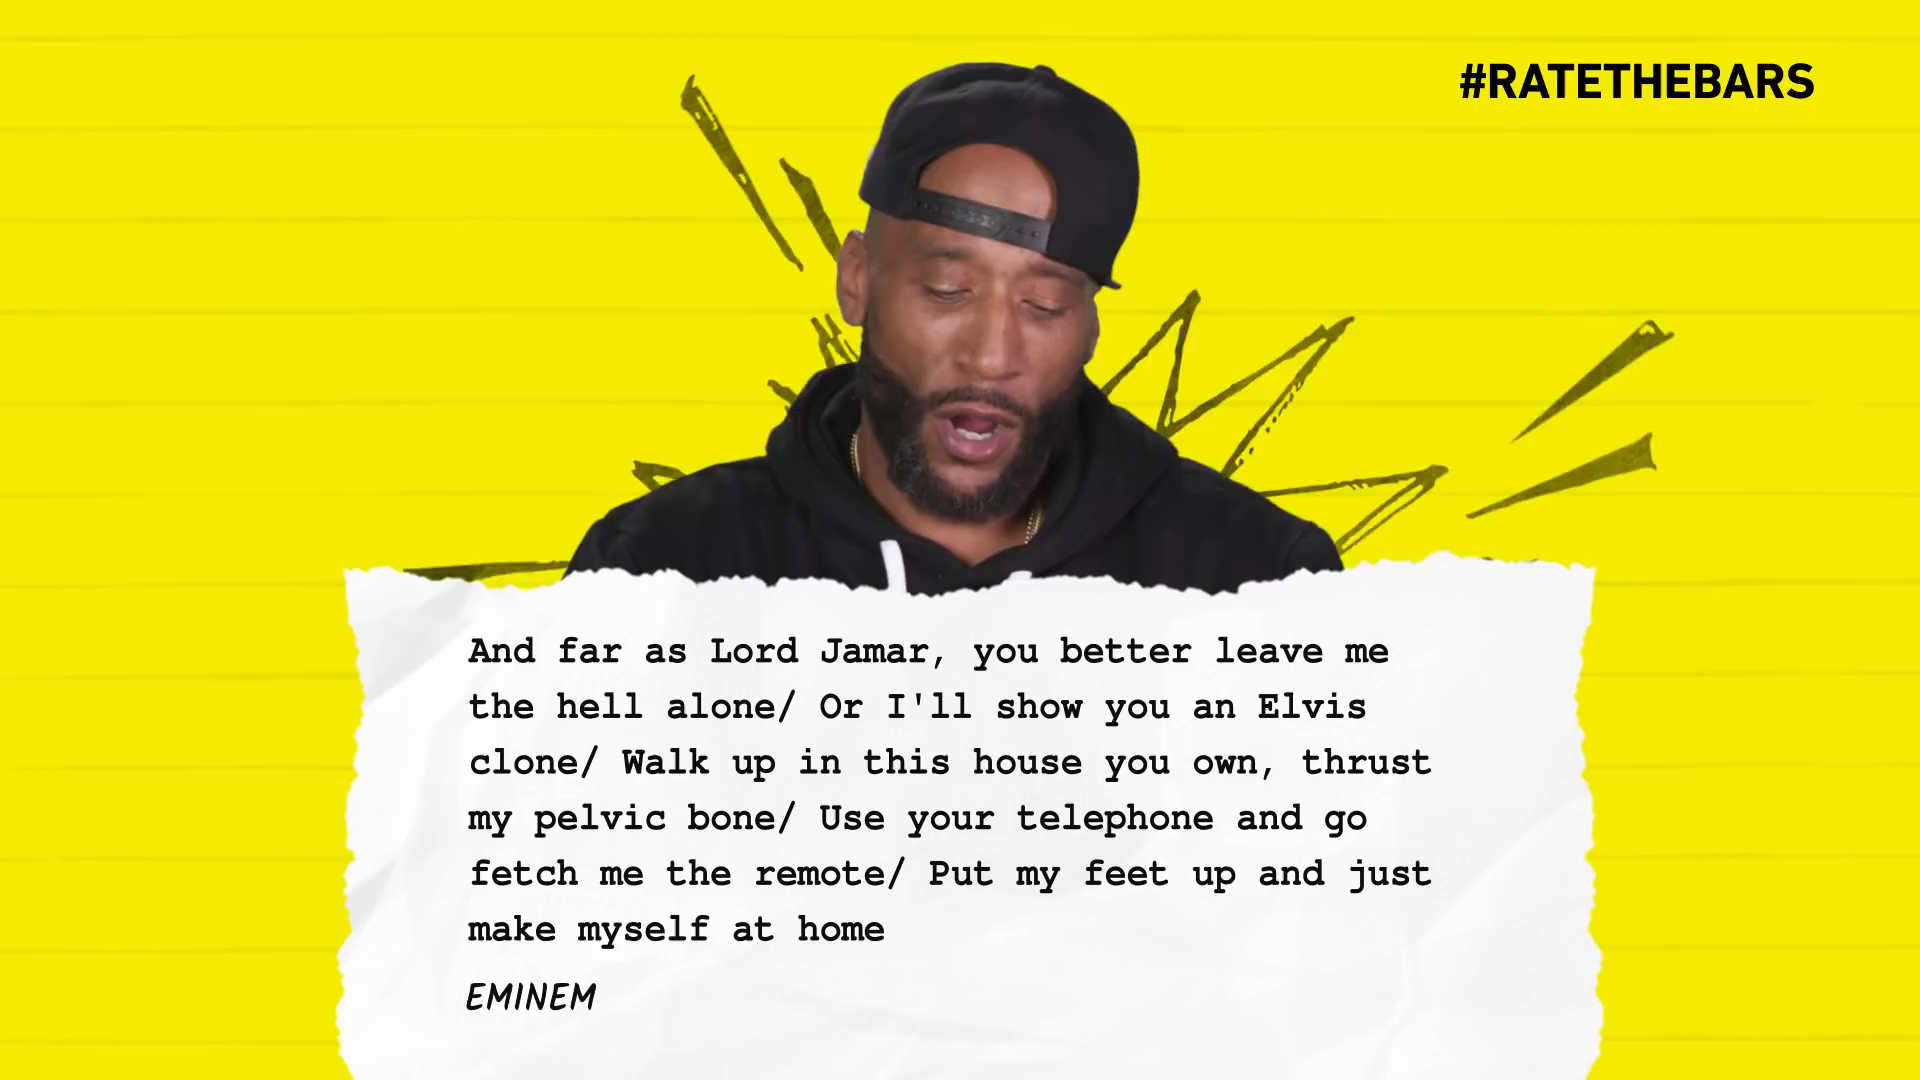 #RATETHEBARS
And far as Lord Jamar, you better leave me
the hell alone/ Or I'll show you an Elvis
clone/ Walk up in this house you own, thrust
my pelvic bone/ Use your telephone and go
fetch me the remote/ Put my feet up and just
make myself at home
EMINEM